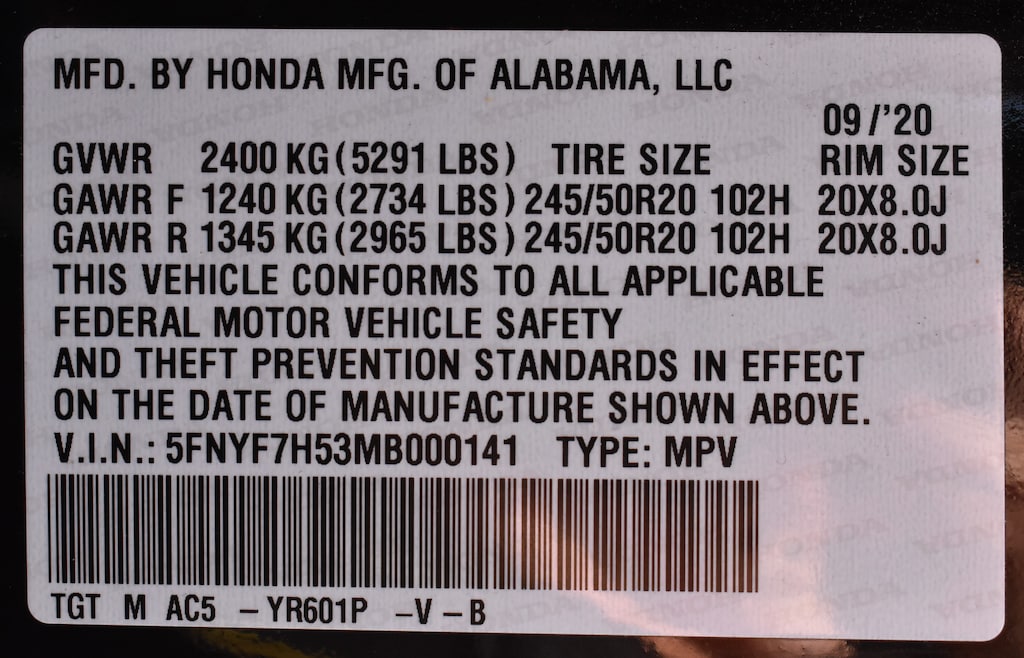 MFD. BY HONDA MFG. OF ALABAMA, LLC
09/'20
GVWR 2400 KG (5291 LBS) TIRE SIZE RIM SIZE
GAWR F 1240 KG (2734 LBS) 245/50R20 102H 20X8.0J
GAWR R 1345 KG (2965 LBS) 245/50R20 102H 20X8.0J
THIS VEHICLE CONFORMS TO ALL APPLICABLE
FEDERAL MOTOR VEHICLE SAFETY
AND THEFT PREVENTION STANDARDS IN EFFECT
ON THE DATE OF MANUFACTURE SHOWN ABOVE.
V.I.N.: 5FNYF7H53MB000141 TYPE: MPV
TGT M AC5 – YR601P –V – B